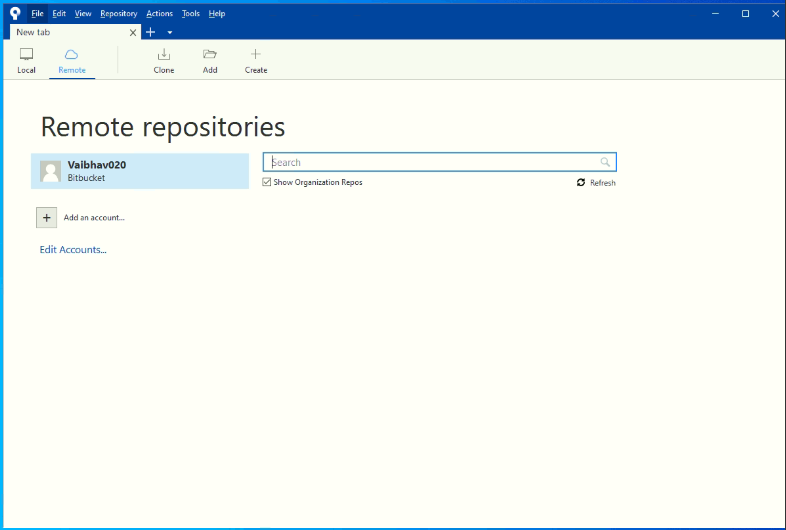 File Edit View Repository Actions Tools Help
New tab
Local Remote Clone Add Create
Remote repositories
Vaibhav020
Bitbucket
Search
Show Organization Repos Refresh
Add an account...
Edit Accounts...